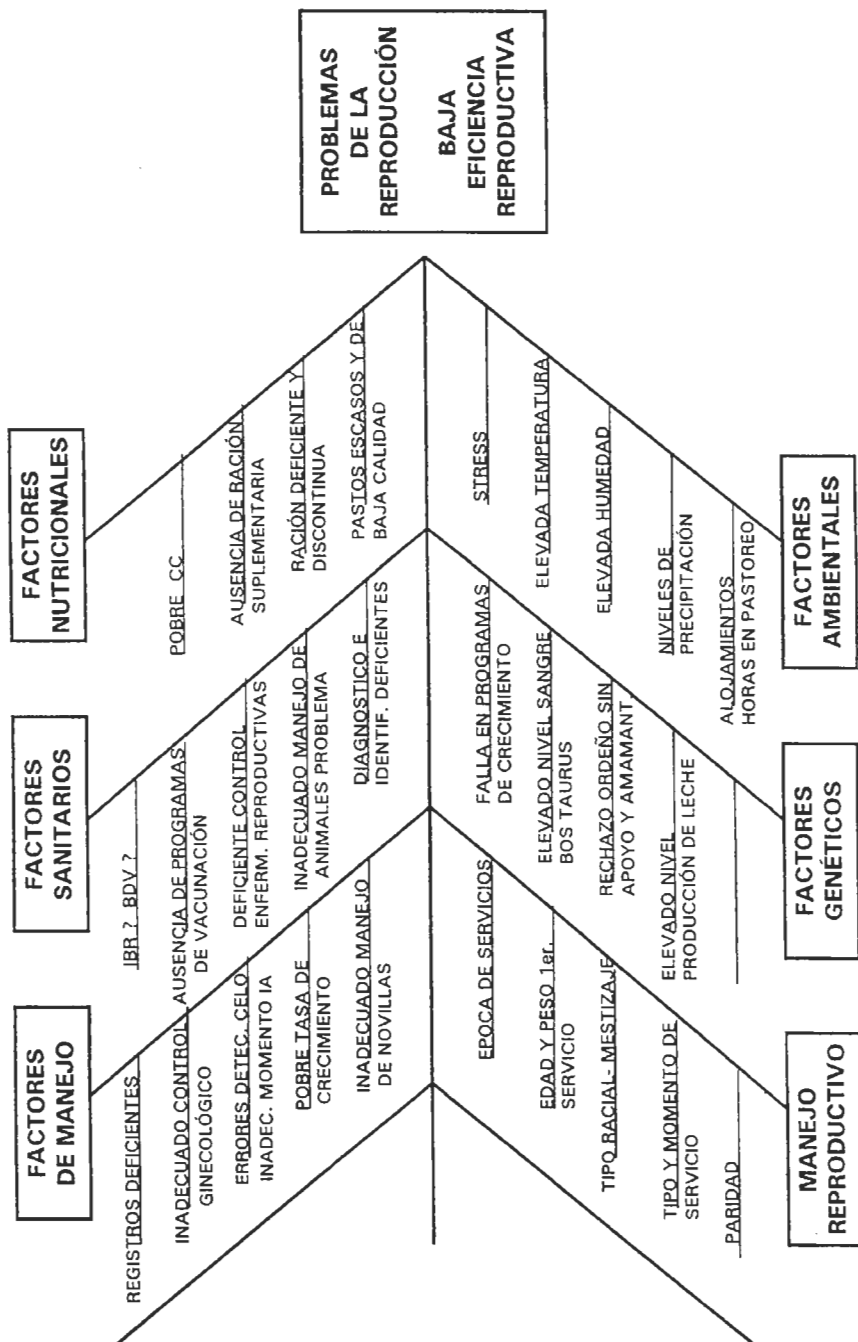 FACTORES
DE MANEJO
REGISTROS DEFICIENTES
INADECUADO CONTROL
GINECOLÓGICO
ERRORES DETEC. CELO
INADEC. MOMENTO IA
POBRE TASA DE
CRECIMIENTO
INADECUADO MANEJO
DE NOVILLAS
FACTORES
SANITARIOS
IBR ? BDV ?
AUSENCIA DE PROGRAMAS
DE VACUNACIÓN
DEFICIENTE CONTROL
ENFERM. REPRODUCTIVAS
INADECUADO MANEJO DE
ANIMALES PROBLEMA
DIAGNOSTICO E
IDENTIF. DEFICIENTES
FACTORES
NUTRICIONALES
POBRE CC
AUSENCIA DE RACIÓN
SUPLEMENTARIA
RACIÓN DEFICIENTE Y
DISCONTINUA
PASTOS ESCASOS Y DE
BAJA CALIDAD
PROBLEMAS
DE LA
REPRODUCCIÓN
BAJA
EFICIENCIA
REPRODUCTIVA
EPOCA DE SERVICIOS
EDAD Y PESO 1er.
SERVICIO
TIPO RACIAL- MESTIZAJE
TIPO Y MOMENTO DE
SERVICIO
PARIDAD
MANEJO
REPRODUCTIVO
FALLA EN PROGRAMAS
DE CRECIMIENTO
ELEVADO NIVEL SANGRE
BOS TAURUS
RECHAZO ORDEÑO SIN
APOYO Y AMAMANT.
ELEVADO NIVEL
PRODUCCIÓN DE LECHE
FACTORES
GENÉTICOS
STRESS
ELEVADA TEMPERATURA
ELEVADA HUMEDAD
NIVELES DE
PRECIPITACIÓN
ALOJAMIENTOS
HORAS EN PASTOREO
FACTORES
AMBIENTALES